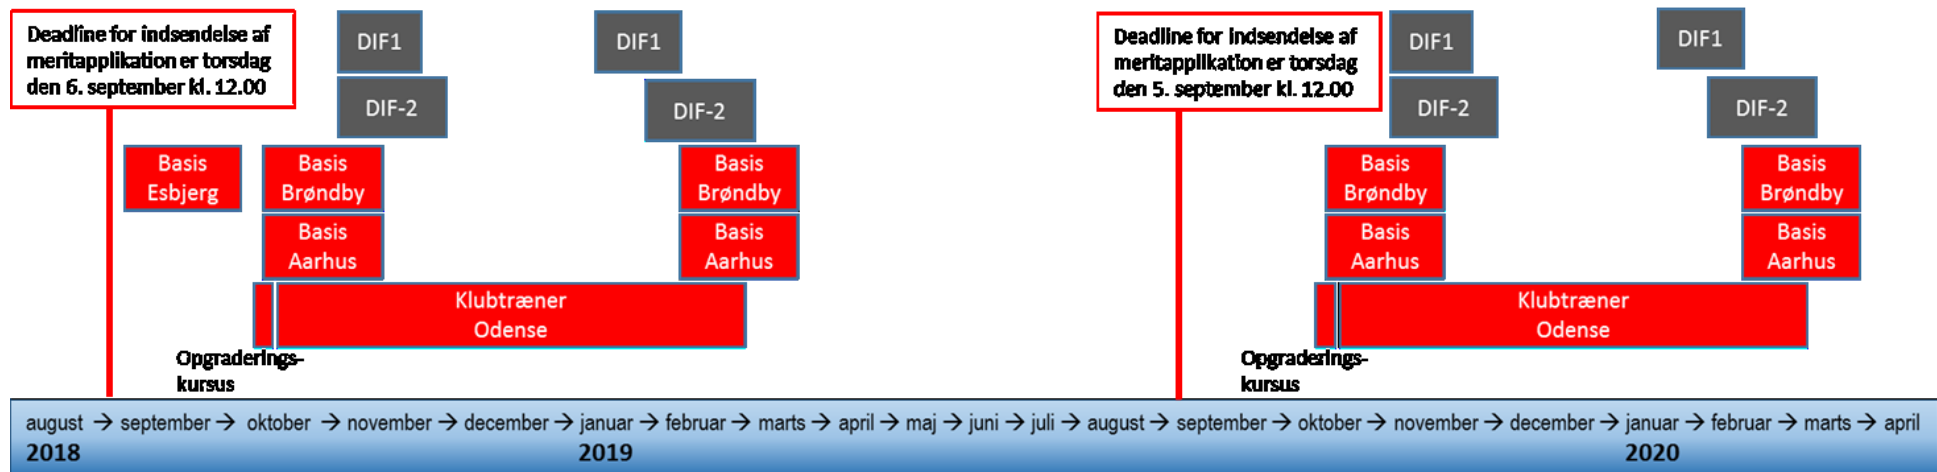 Deadline for indsendelse af
meritapplikation er torsdag
den 6. september kl. 12.00
DIF1
DIF1
DIF-2
DIF-2
Basis
Esbjerg
Basis
Brøndby
Basis
Brøndby
Basis
Aarhus
Basis
Aarhus
Klubtræner
Odense
Opgraderings-
kursus
Deadline for indsendelse af
meritapplikation er torsdag
den 5. september kl. 12.00
DIF1
DIF1
DIF-2
DIF-2
Basis
Brøndby
Basis
Brøndby
Basis
Aarhus
Basis
Aarhus
Klubtræner
Odense
Opgraderings-
kursus
august → september → oktober → november → december → januar → februar → marts → april → maj → juni → juli → august → september → oktober → november → december → januar → februar → marts → april
2018 2019 2020